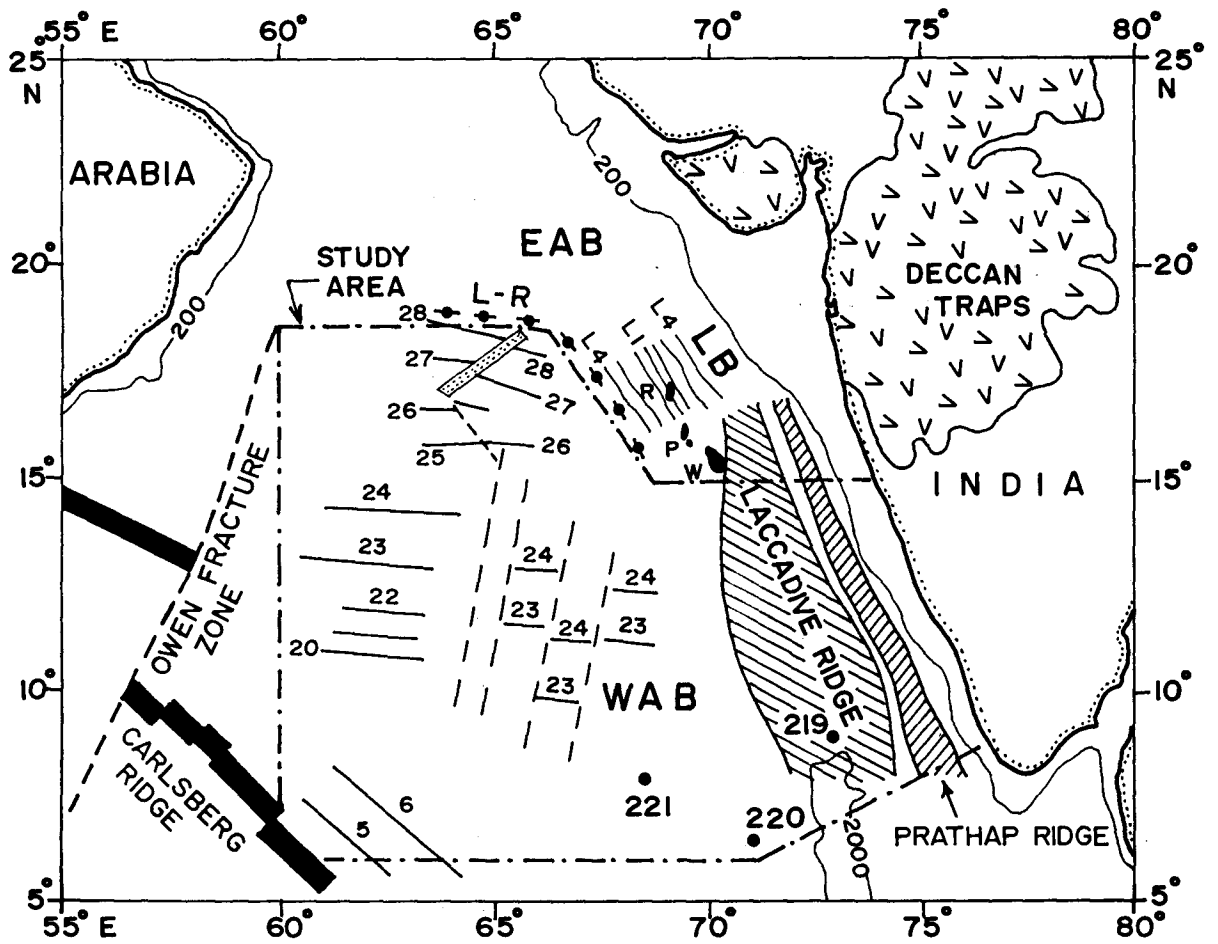 55° E 60° 65° 70° 75° 80°
25° N
25° N
ARABIA
200
200
EAB
STUDY
AREA
L-R
DECCAN
TRAPS
20°
20°
28
L4
L1
L4
LB
27
28
R
27
26
26
P
25
W
15°
15°
INDIA
24
OWEN FRACTURE
ZONE
23
24
24
22
23
24
23
20
LACCADIVE RIDGE
10°
23
WAB
10°
219
CARLSBERG
RIDGE
6
5
221
220
2000
PRATHAP RIDGE
5°
5°
55° E 60° 65° 70° 75° 80°